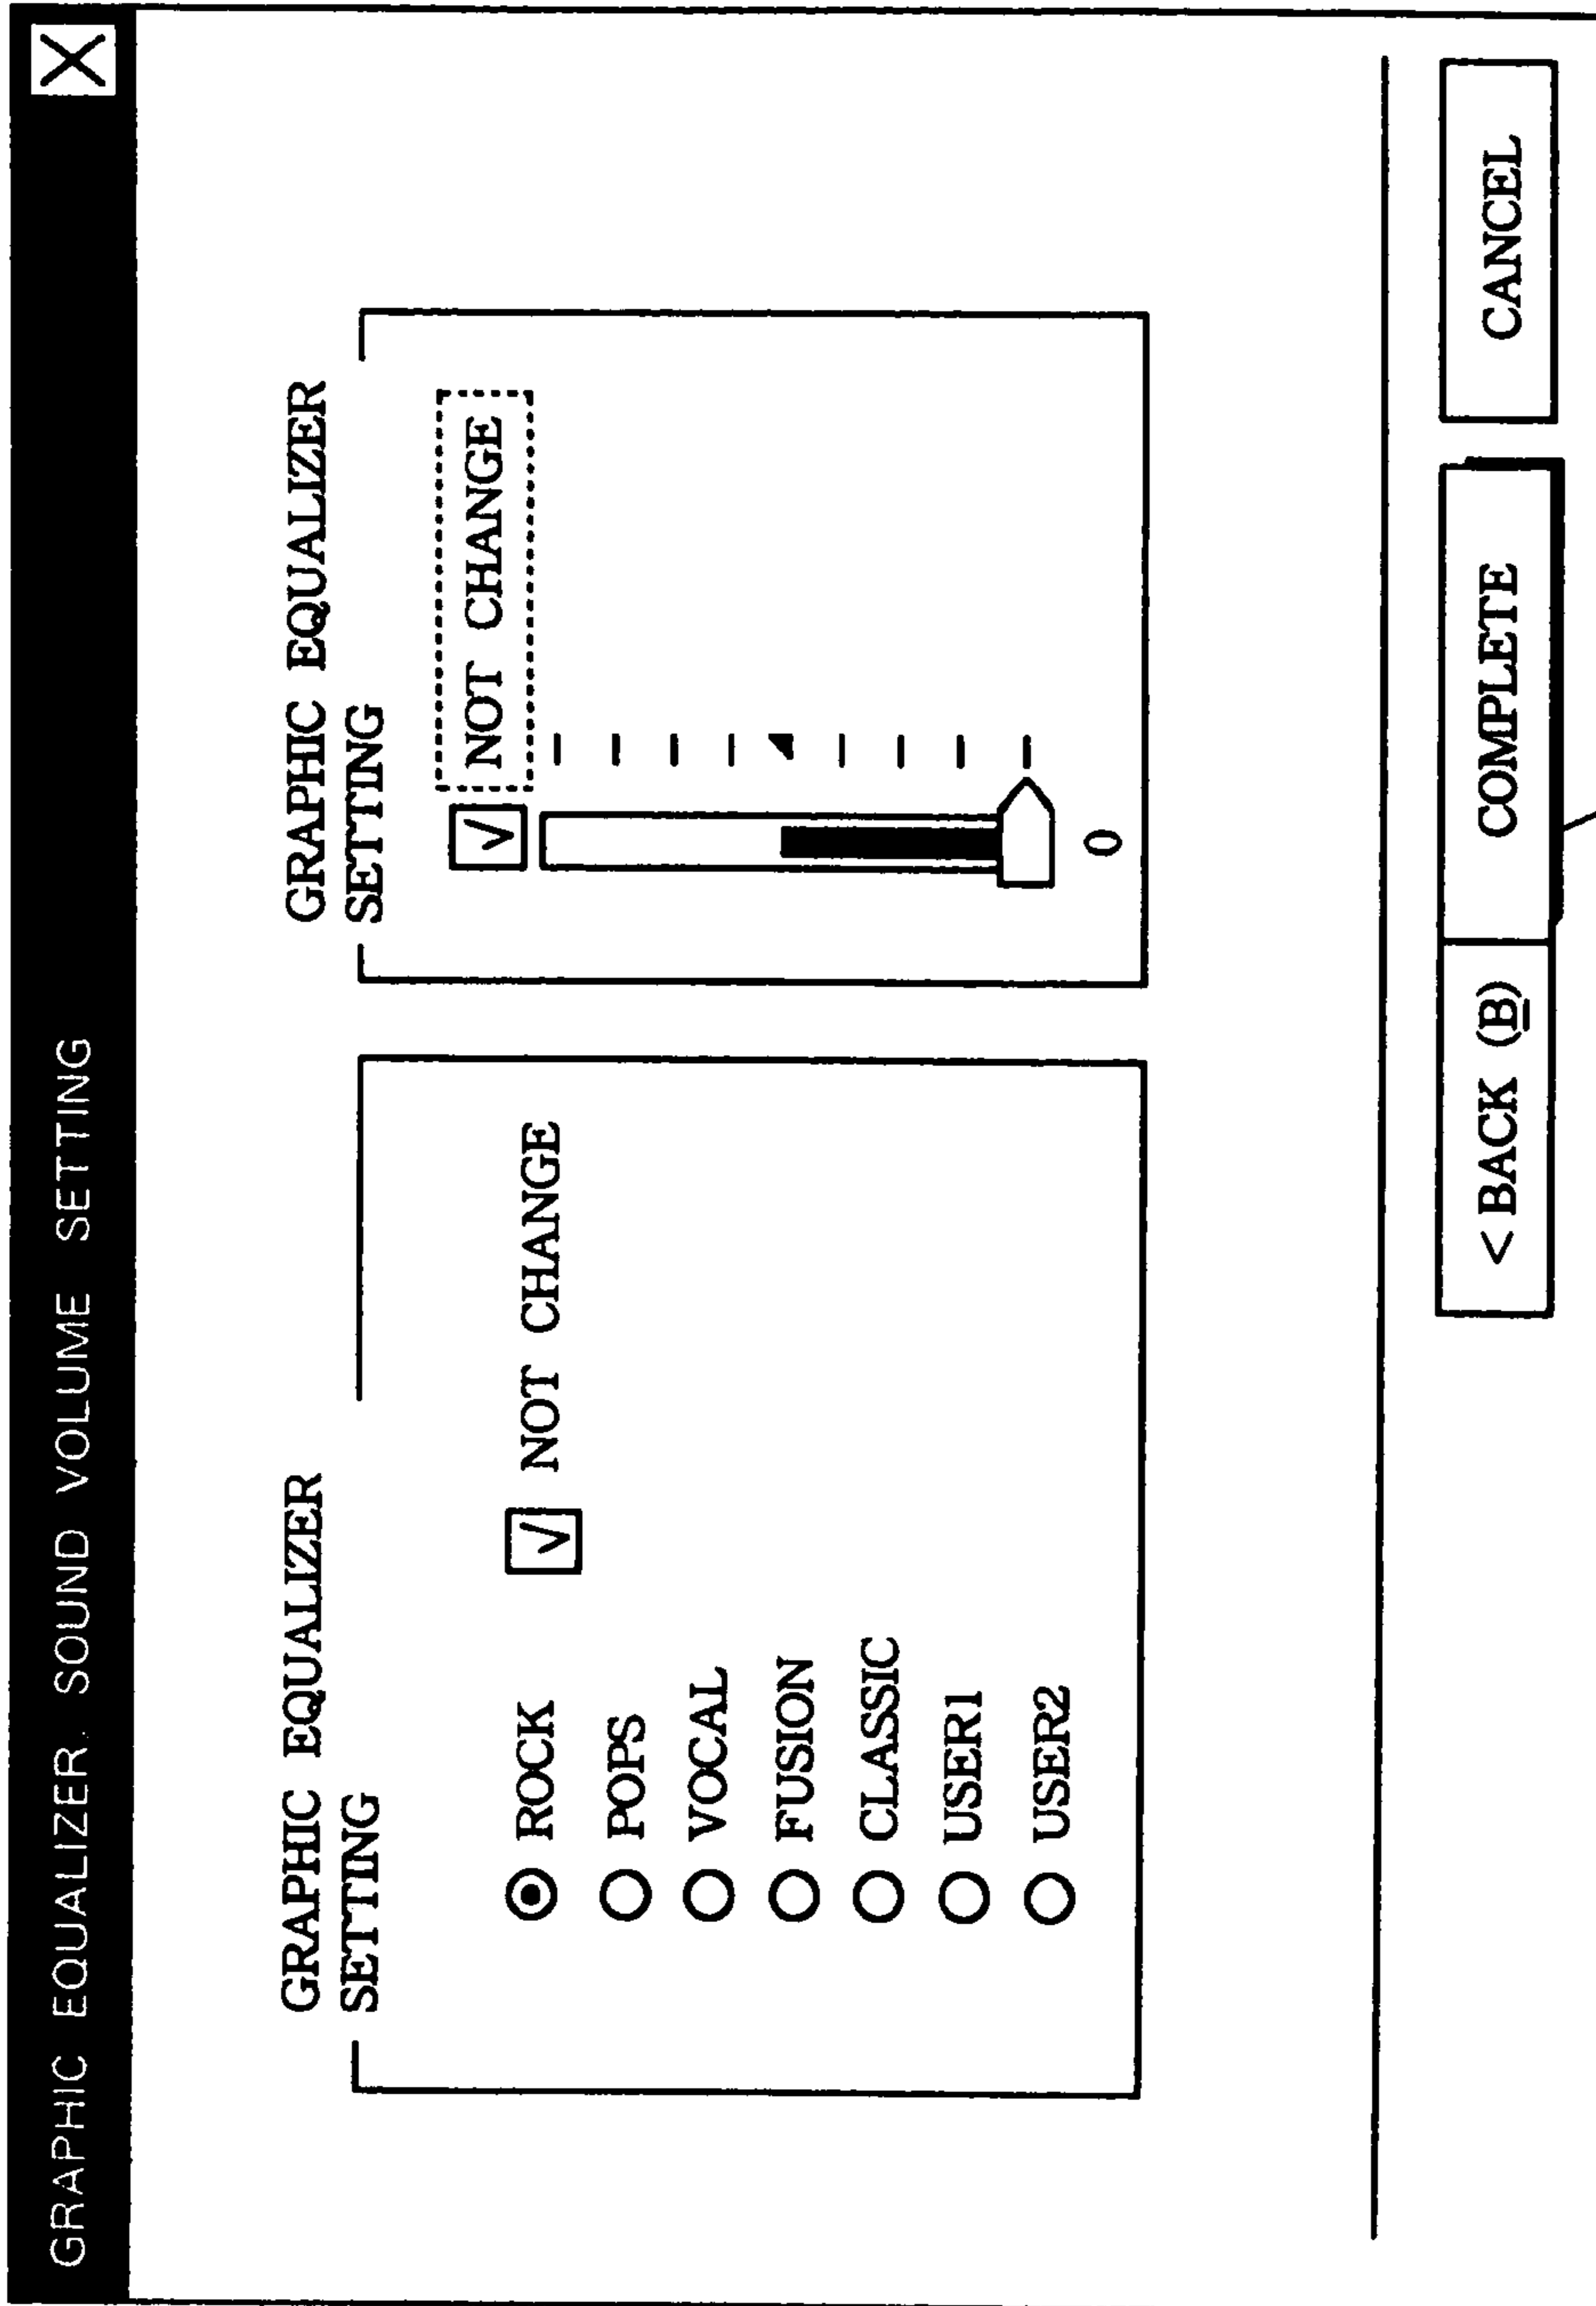 GRAPHIC EQUALIZER. SOUND VOLUME SETTING X
GRAPHIC EQUALIZER
SETTING
ROCK
NOT CHANGE
POPS
VOCAL
FUSION
CLASSIC
USER1
USER2
GRAPHIC EQUALIZER
SETTING
NOT CHANGE
0
< BACK (B)
COMPLETE
CANCEL